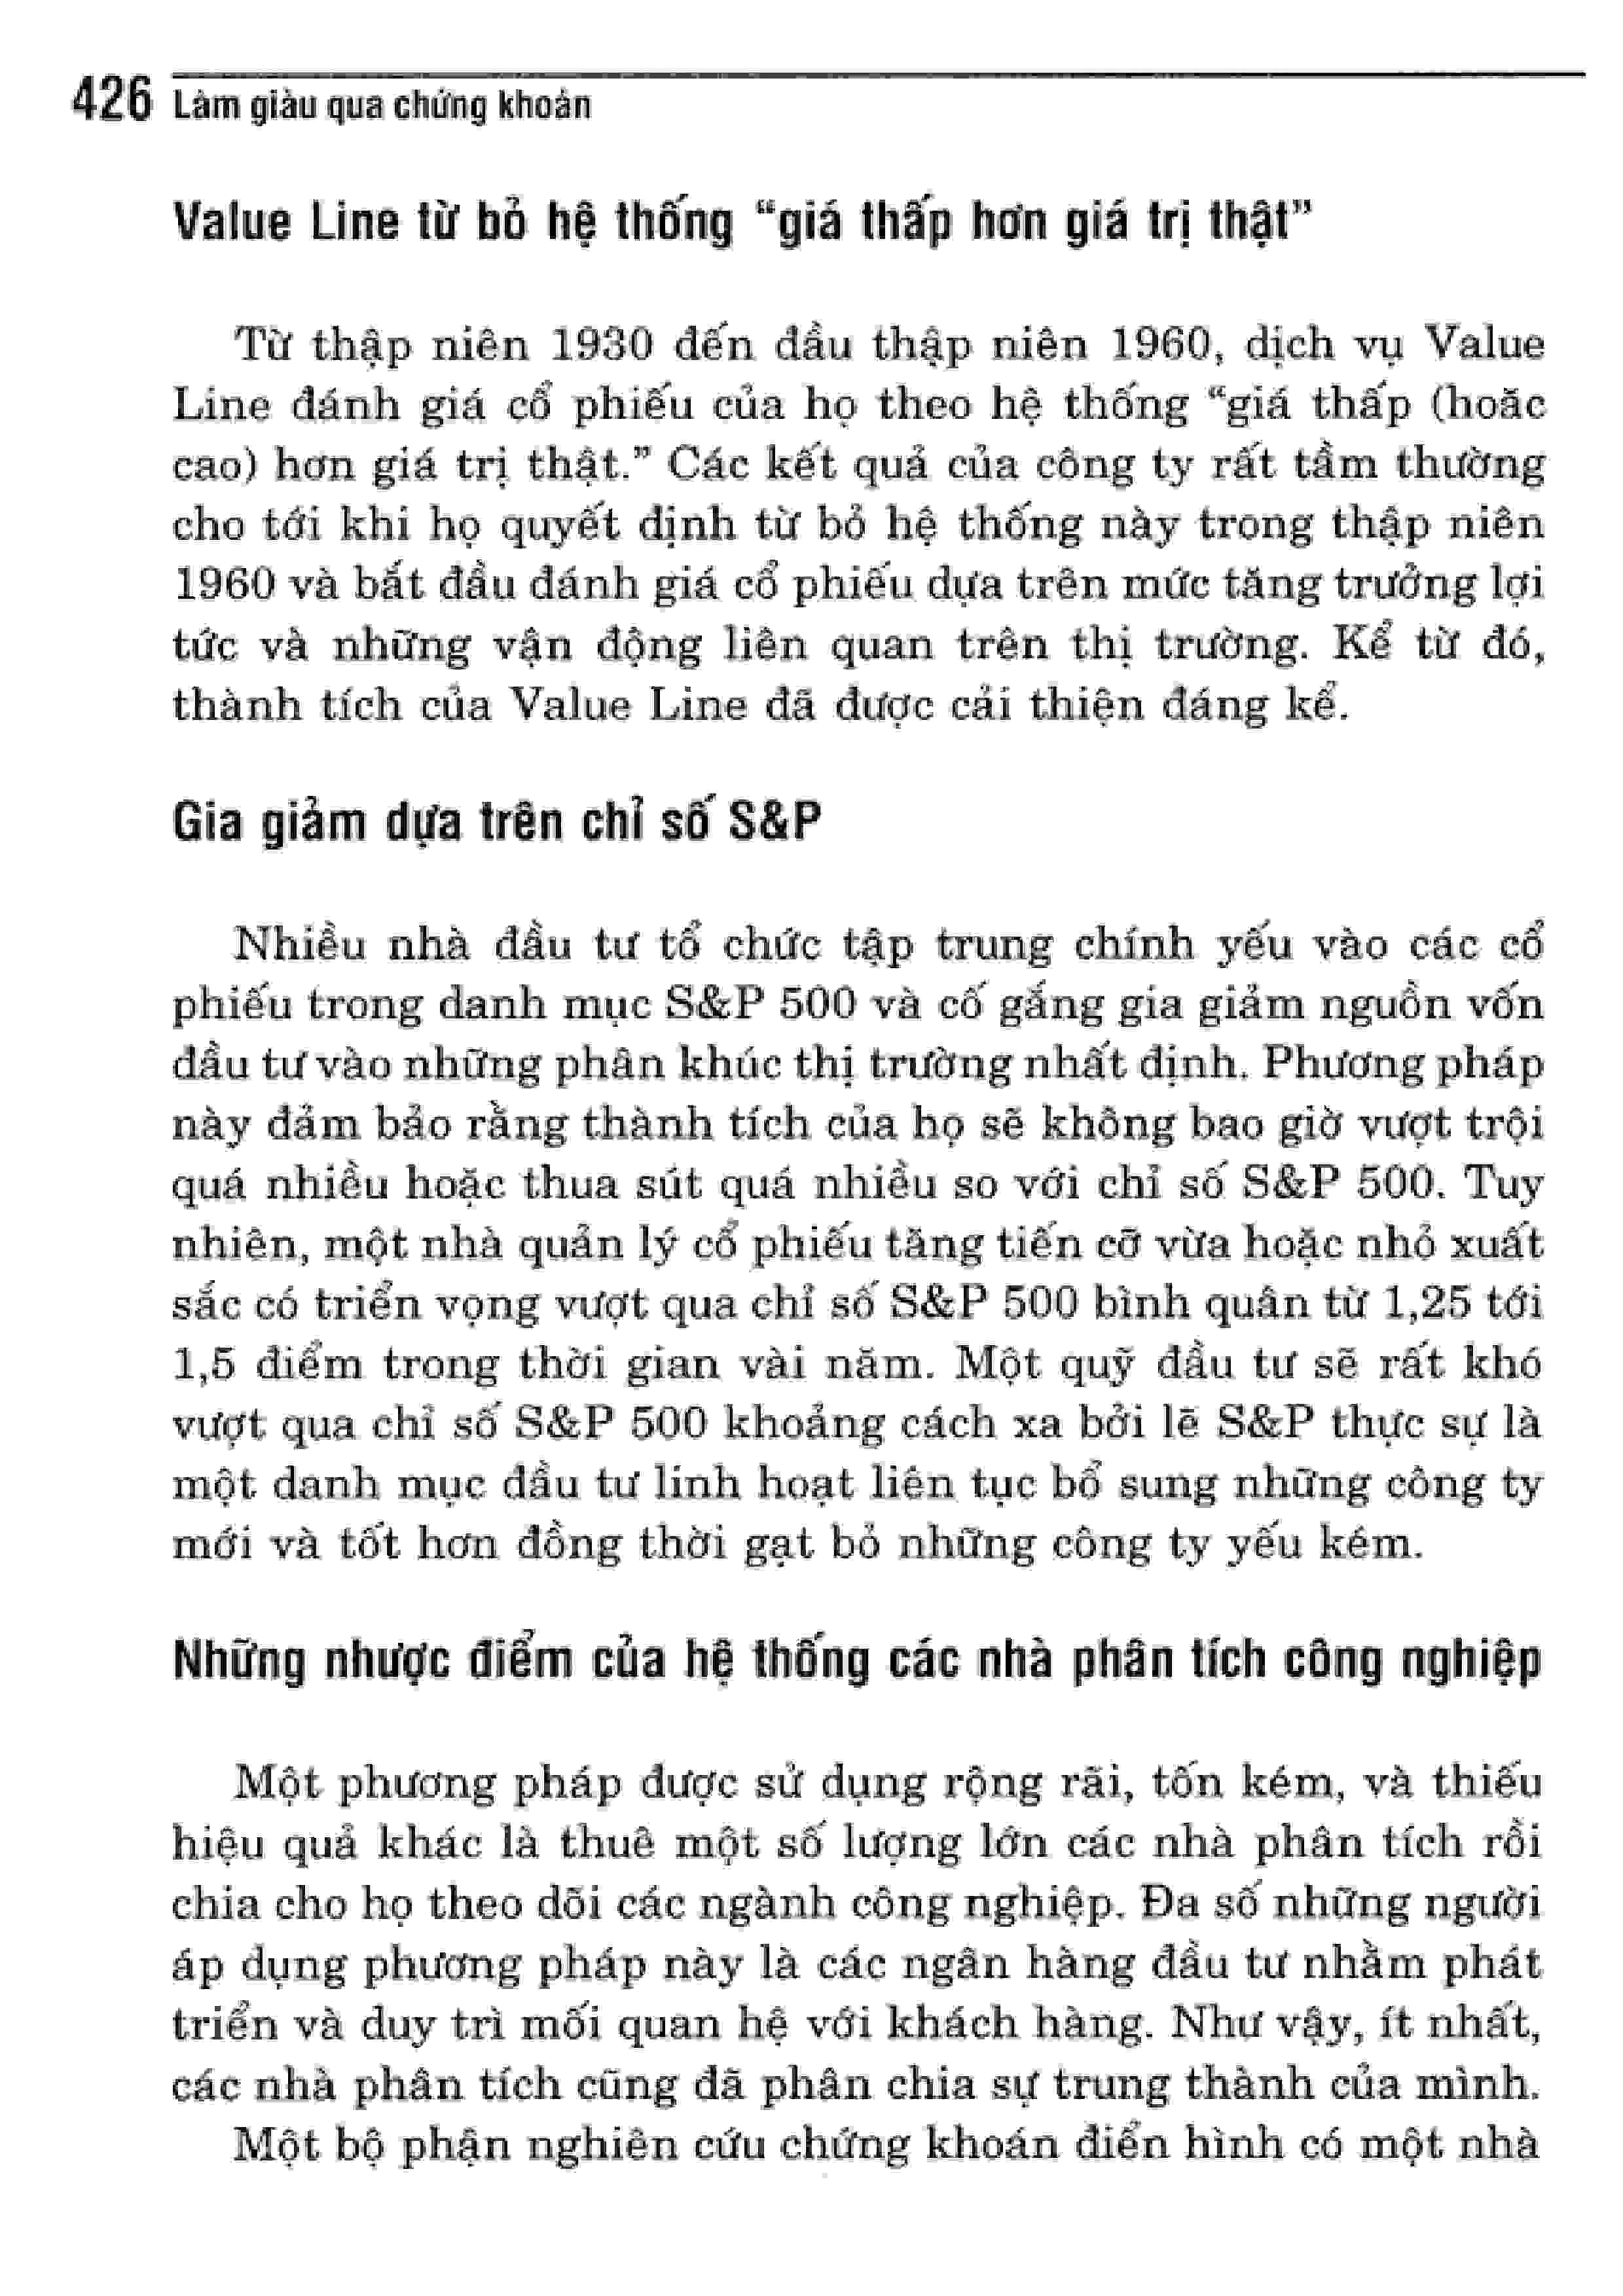 426 Làm giàu qua chứng khoán
Value Line từ bỏ hệ thống “giá thấp hơn giá trị thật”
Từ thập niên 1930 đến đầu thập niên 1960, dịch vụ Value
Line đánh giá cổ phiếu của họ theo hệ thống “giá thấp (hoặc
cao) hơn giá trị thật.” Các kết quả của công ty rất tầm thường
cho tới khi họ quyết định từ bỏ hệ thống này trong thập niên
1960 và bắt đầu đánh giá cổ phiếu dựa trên mức tăng trưởng lợi
tức và những vận động liên quan trên thị trường. Kể từ đó,
thành tích của Value Line đã được cải thiện đáng kể.
Gia giảm dựa trên chỉ số S&P
Nhiều nhà đầu tư tổ chức tập trung chính yếu vào các cổ
phiếu trong danh mục S&P 500 và cố gắng gia giảm nguồn vốn
đầu tư vào những phân khúc thị trường nhất định. Phương pháp
này đảm bảo rằng thành tích của họ sẽ không bao giờ vượt trội
quá nhiều hoặc thua sút quá nhiều so với chỉ số S&P 500. Tuy
nhiên, một nhà quản lý cổ phiếu tăng tiến cỡ vừa hoặc nhỏ xuất
sắc có triển vọng vượt qua chỉ số S&P 500 bình quân từ 1,25 tới
1,5 điểm trong thời gian vài năm. Một quỹ đầu tư sẽ rất khó
vượt qua chỉ số S&P 500 khoảng cách xa bởi lẽ S&P thực sự là
một danh mục đầu tư linh hoạt liên tục bổ sung những công ty
mới và tốt hơn đồng thời gạt bỏ những công ty yếu kém.
Những nhược điểm của hệ thống các nhà phân tích công nghiệp
Một phương pháp được sử dụng rộng rãi, tốn kém, và thiếu
hiệu quả khác là thuê một số lượng lớn các nhà phân tích rồi
chia cho họ theo dõi các ngành công nghiệp. Đa số những người
áp dụng phương pháp này là các ngân hàng đầu tư nhằm phát
triển và duy trì mối quan hệ với khách hàng. Như vậy, ít nhất,
các nhà phân tích cũng đã phân chia sự trung thành của mình.
Một bộ phận nghiên cứu chứng khoán điển hình có một nhà